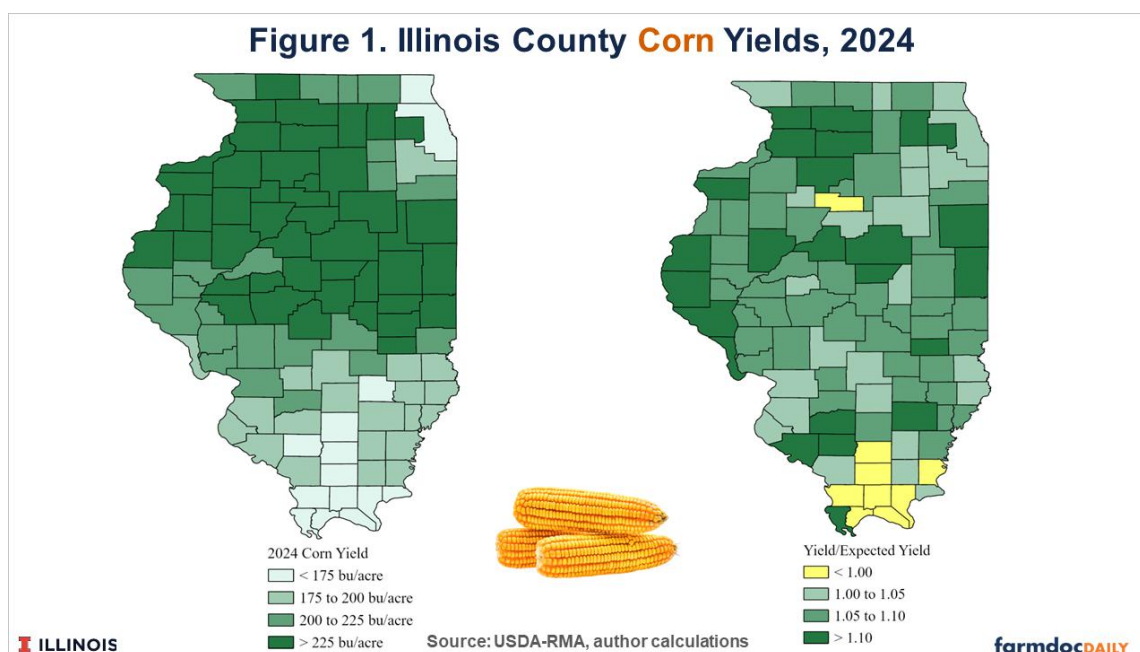 Figure 1. Illinois County Corn Yields, 2024
2024 Corn Yield
< 175 bu/acre
175 to 200 bu/acre
200 to 225 bu/acre
> 225 bu/acre
Yield/Expected Yield
< 1.00
1.00 to 1.05
1.05 to 1.10
> 1.10
I ILLINOIS
Source: USDA-RMA, author calculations
farmdocDAILY